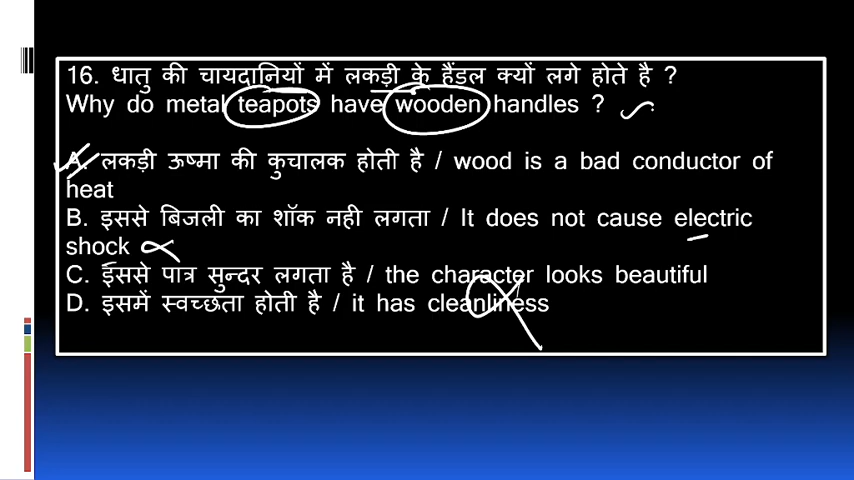 16. धातु की चायदानियों में लकड़ी के हैंडल क्यों लगे होते है ?
Why do metal teapots have wooden handles ?
A. लकड़ी ऊष्मा की कुचालक होती है / wood is a bad conductor of
heat
B. इससे बिजली का शॉक नही लगता / It does not cause electric
shock
C. इससे पात्र सुन्दर लगता है / the character looks beautiful
D. इसमें स्वच्छता होती है / it has cleanliness